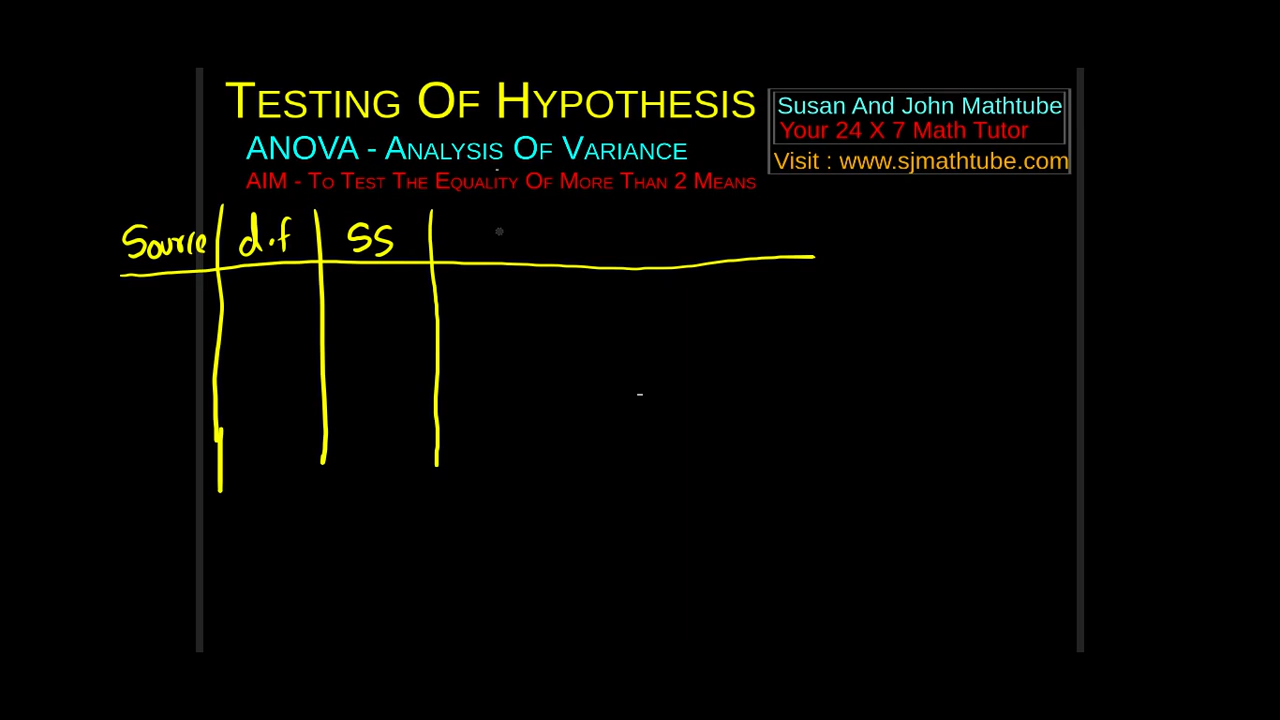 TESTING OF HYPOTHESIS
ANOVA - ANALYSIS OF VARIANCE
AIM - TO TEST THE EQUALITY OF MORE THAN 2 MEANS
Susan And John Mathtube
Your 24 X 7 Math Tutor
Visit : www.sjmathtube.com
Source d.f SS